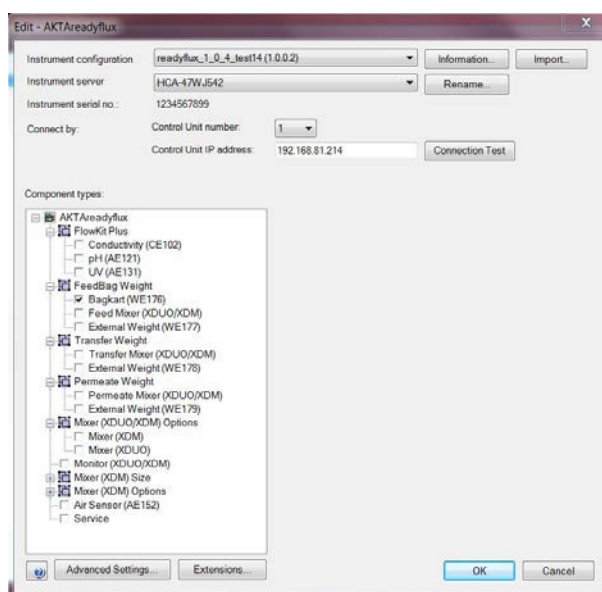 Edit - AKTAreadyflux
X
Instrument configuration readyflux_1_0_4_test14 (1.0.0.2) Information... Import...
Instrument server HCA-47WJ542 Rename...
Instrument serial no.: 1234567899
Connect by: Control Unit number: 1
Control Unit IP address: 192.168.81.214 Connection Test
Component types:
AKTAreadyflux
FlowKit Plus
Conductivity (CE102)
pH (AE121)
UV (AE131)
FeedBag Weight
Bagkart (WE176)
Feed Mixer (XDUO/XDM)
External Weight (WE177)
Transfer Weight
Transfer Mixer (XDUO/XDM)
External Weight (WE178)
Permeate Weight
Permeate Mixer (XDUO/XDM)
External Weight (WE179)
Mixer (XDUO/XDM) Options
Mixer (XDM)
Mixer (XDUO)
Monitor (XDUO/XDM)
Mixer (XDM) Size
Mixer (XDM) Options
Air Sensor (AE152)
Service
Advanced Settings... Extensions... OK Cancel